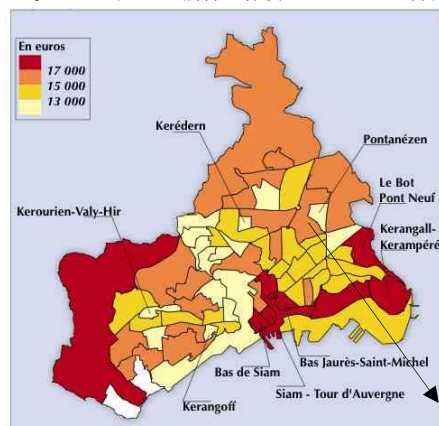 En euros
17 000
15 000
13 000
Kerédern
Pontanézen
Le Bot
Pont Neuf
Kerourien-Valy-Hir
Kerangall-
Kerampéré
Bas Jaurès-Saint-Michel
Bas de Siam
Siam - Tour d'Auvergne
Kerangoff